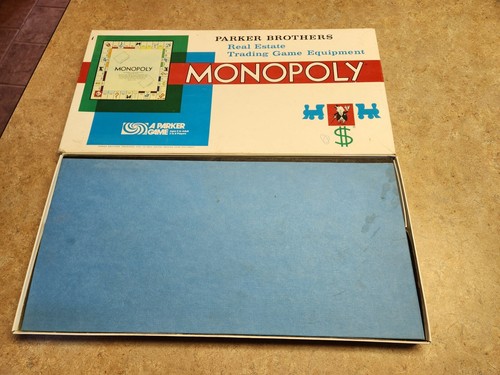 PARKER BROTHERS
Real Estate
Trading Game Equipment
MONOPOLY
MONOPOLY
A PARKER
GAME
$